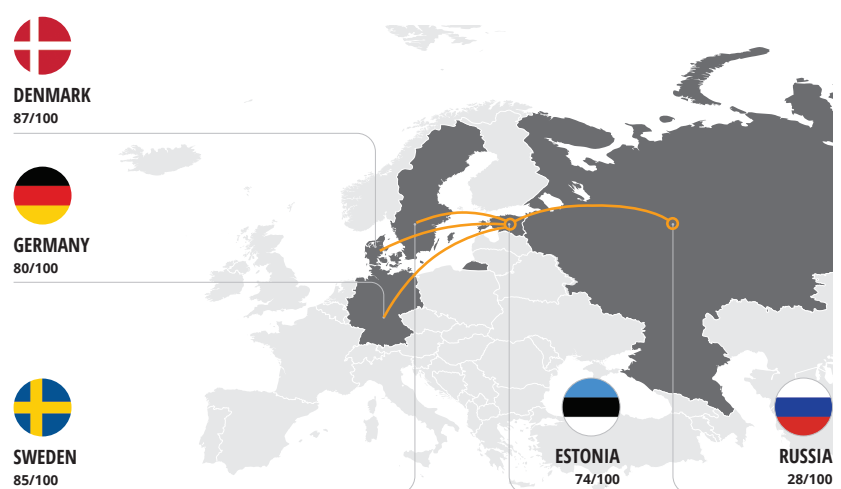 DENMARK
87/100
GERMANY
80/100
SWEDEN
85/100
ESTONIA
74/100
RUSSIA
28/100